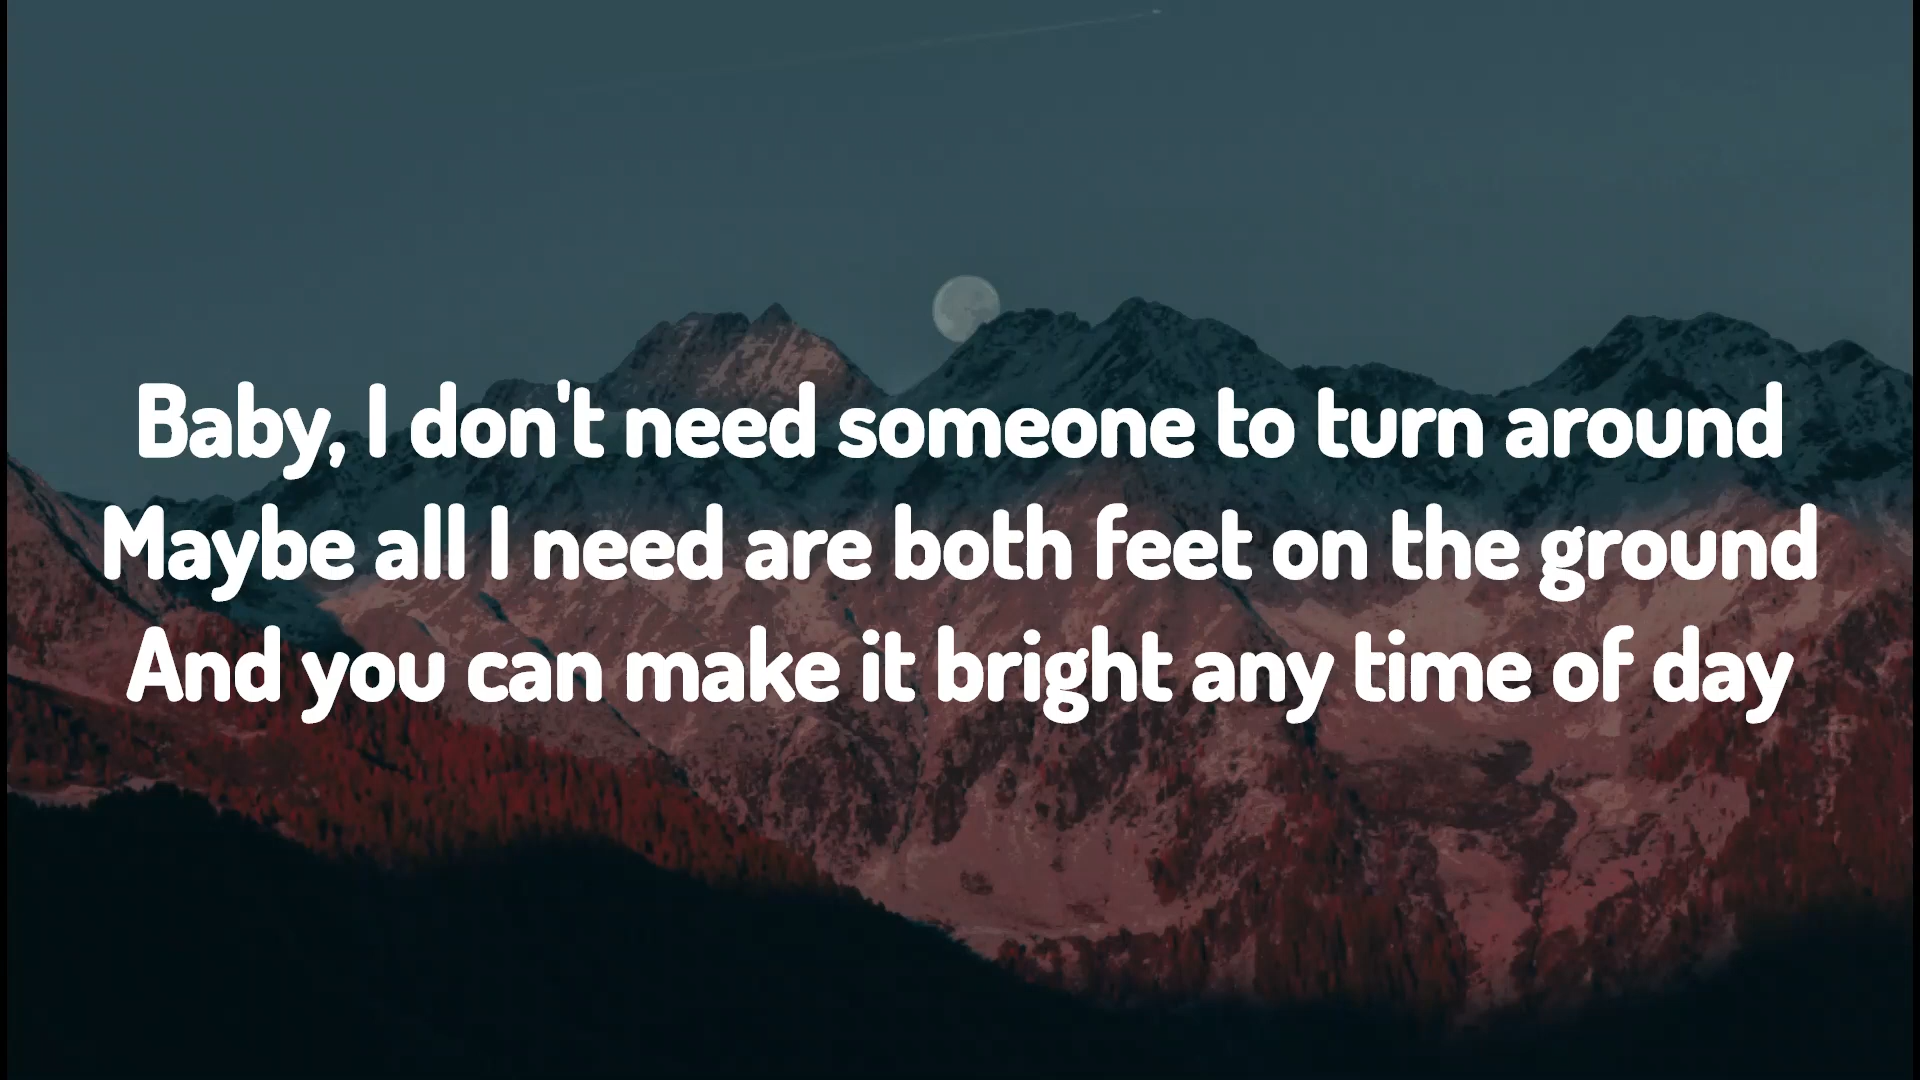 Baby, I don't need someone to turn around
Maybe all I need are both feet on the ground
And you can make it bright any time of day